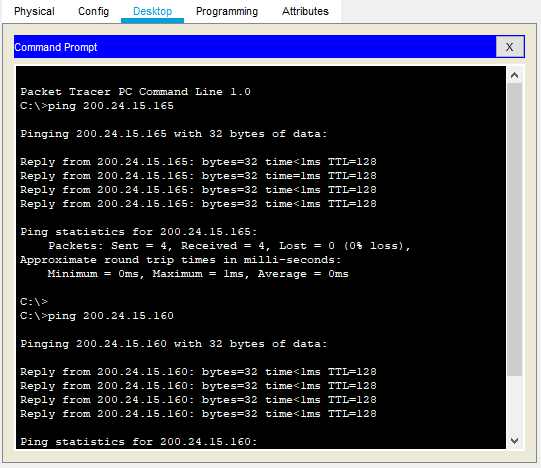 Physical Config Desktop Programming Attributes
Command Prompt X
Packet Tracer PC Command Line 1.0
C:\>ping 200.24.15.165
Pinging 200.24.15.165 with 32 bytes of data:
Reply from 200.24.15.165: bytes=32 time<1ms TTL=128
Reply from 200.24.15.165: bytes=32 time<1ms TTL=128
Reply from 200.24.15.165: bytes=32 time<1ms TTL=128
Reply from 200.24.15.165: bytes=32 time<1ms TTL=128
Ping statistics for 200.24.15.165:
Packets: Sent = 4, Received = 4, Lost = 0 (0% loss),
Approximate round trip times in milli-seconds:
Minimum = 0ms, Maximum = 1ms, Average = 0ms
C:\>
C:\>ping 200.24.15.160
Pinging 200.24.15.160 with 32 bytes of data:
Reply from 200.24.15.160: bytes=32 time<1ms TTL=128
Reply from 200.24.15.160: bytes=32 time<1ms TTL=128
Reply from 200.24.15.160: bytes=32 time<1ms TTL=128
Reply from 200.24.15.160: bytes=32 time<1ms TTL=128
Ping statistics for 200.24.15.160: